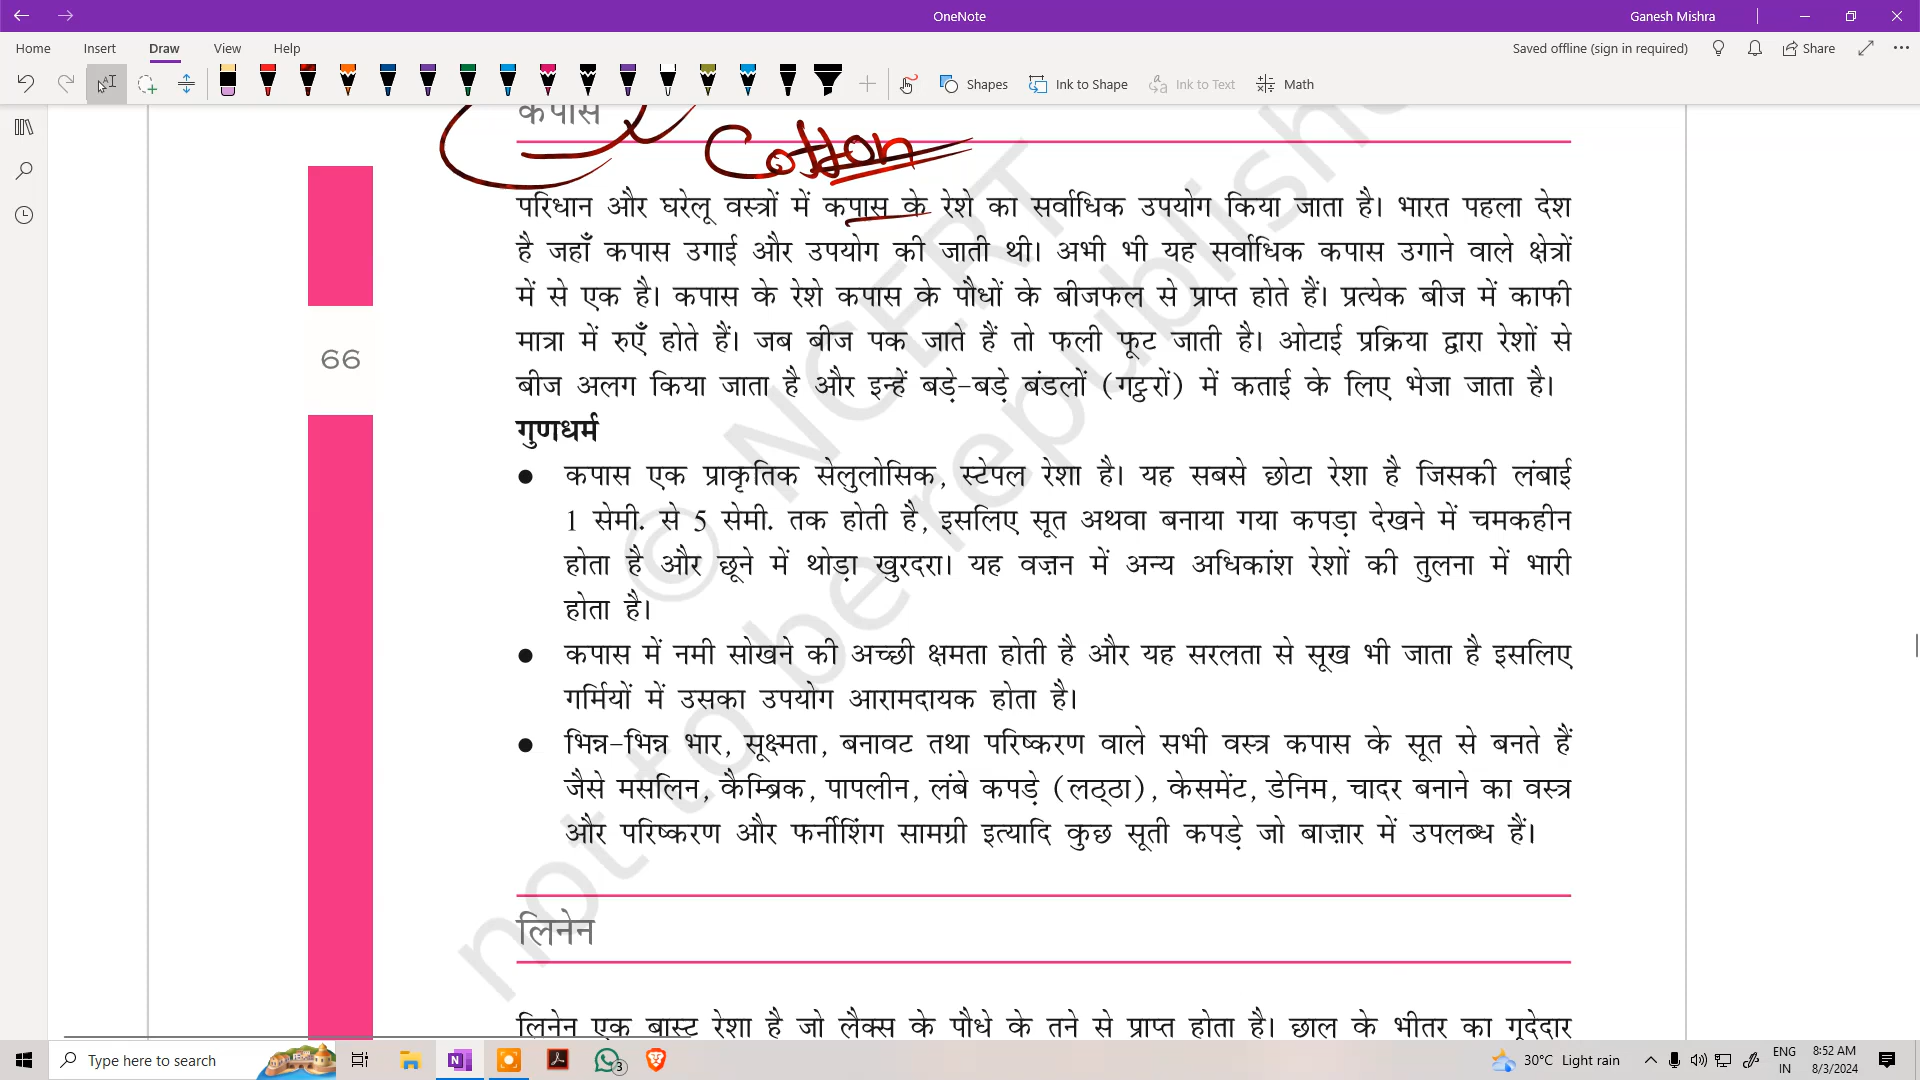 OneNote
Ganesh Mishra
Home Insert Draw View Help
Saved offline (sign in required)
Share
Shapes
Ink to Shape
Ink to Text
Math
कपास
Cotton
परिधान और घरेलू वस्त्रों में कपास के रेशे का सर्वाधिक उपयोग किया जाता है। भारत पहला देश
है जहाँ कपास उगाई और उपयोग की जाती थी। अभी भी यह सर्वाधिक कपास उगाने वाले क्षेत्रों
में से एक है। कपास के रेशे कपास के पौधों के बीजफल से प्राप्त होते हैं। प्रत्येक बीज में काफी
मात्रा में रुएँ होते हैं। जब बीज पक जाते हैं तो फली फूट जाती है। ओटाई प्रक्रिया द्वारा रेशों से
बीज अलग किया जाता है और इन्हें बड़े-बड़े बंडलों (गट्ठरों) में कताई के लिए भेजा जाता है।
66
गुणधर्म
● कपास एक प्राकृतिक सेलुलोसिक, स्टेपल रेशा है। यह सबसे छोटा रेशा है जिसकी लंबाई
1 सेमी. से 5 सेमी. तक होती है, इसलिए सूत अथवा बनाया गया कपड़ा देखने में चमकहीन
होता है और छूने में थोड़ा खुरदरा। यह वज़न में अन्य अधिकांश रेशों की तुलना में भारी
होता है।
● कपास में नमी सोखने की अच्छी क्षमता होती है और यह सरलता से सूख भी जाता है इसलिए
गर्मियों में उसका उपयोग आरामदायक होता है।
● भिन्न-भिन्न भार, सूक्ष्मता, बनावट तथा परिष्करण वाले सभी वस्त्र कपास के सूत से बनते हैं
जैसे मसलिन, कैम्ब्रिक, पापलीन, लंबे कपड़े (लठ्ठा), केसमेंट, डेनिम, चादर बनाने का वस्त्र
और परिष्करण और फर्नीशिंग सामग्री इत्यादि कुछ सूती कपड़े जो बाज़ार में उपलब्ध हैं।
लिनेन
लिनेन एक बास्ट रेशा है जो लैक्स के पौधे के तने से प्राप्त होता है। छाल के भीतर का गूदेदार
© NCERT
not to be republished
Type here to search
3
30°C Light rain
ENG
IN
8:52 AM
8/3/2024